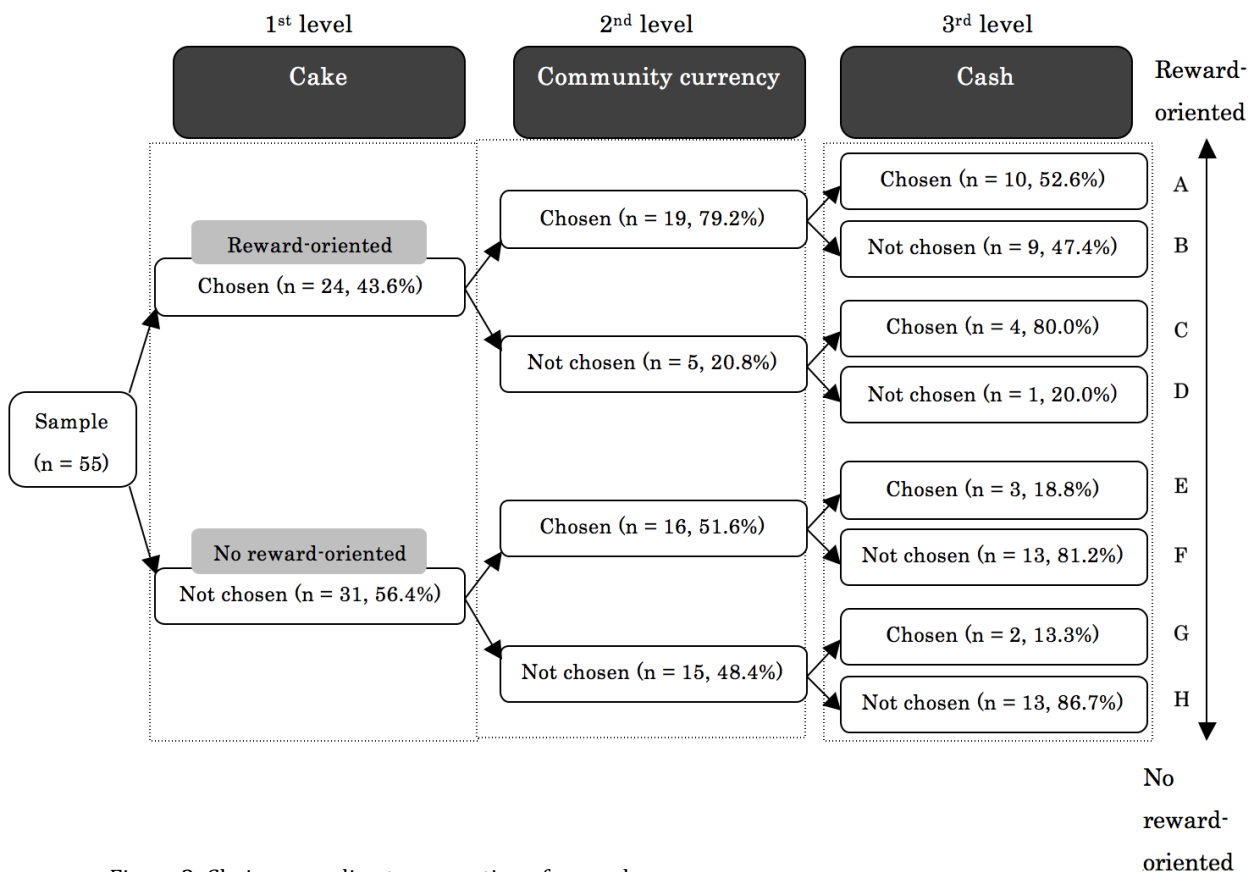 1st level
2nd level
3rd level
Cake
Community currency
Cash
Reward-
oriented
Chosen (n = 10, 52.6%)
A
Chosen (n = 19, 79.2%)
Reward-oriented
Not chosen (n = 9, 47.4%)
B
Chosen (n = 24, 43.6%)
Chosen (n = 4, 80.0%)
C
Not chosen (n = 5, 20.8%)
Not chosen (n = 1, 20.0%)
D
Sample
(n = 55)
Chosen (n = 3, 18.8%)
E
Chosen (n = 16, 51.6%)
No reward-oriented
Not chosen (n = 13, 81.2%)
F
Not chosen (n = 31, 56.4%)
Chosen (n = 2, 13.3%)
G
Not chosen (n = 15, 48.4%)
Not chosen (n = 13, 86.7%)
H
No
reward-
oriented